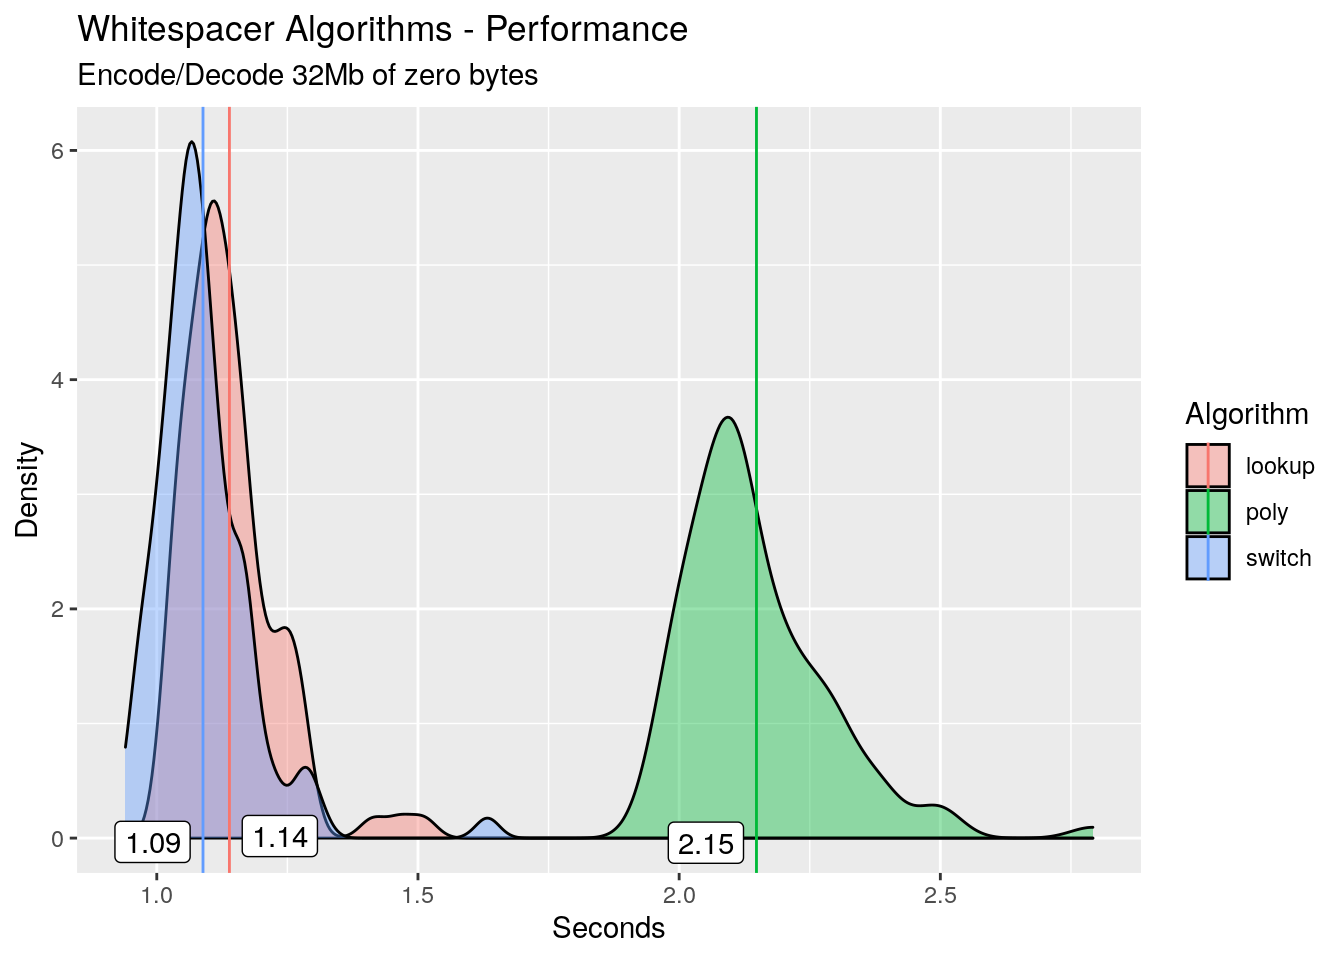 Whitespacer Algorithms - Performance
Encode/Decode 32Mb of zero bytes
6
4
2
0
Density
1.09
1.14
2.15
1.0
1.5
2.0
2.5
Seconds
Algorithm
lookup
poly
switch